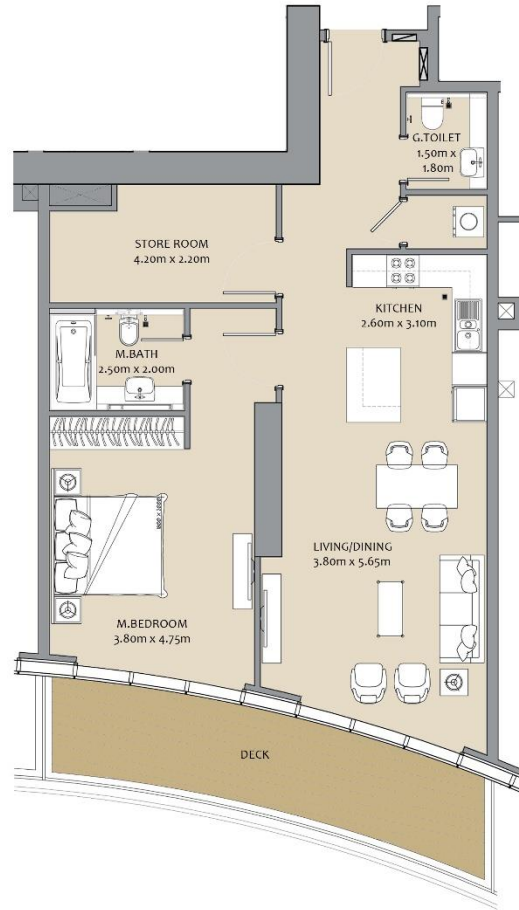 G.TOILET
1.50m x
1.80m
STORE ROOM
4.20m x 2.20m
KITCHEN
2.60m x 3.10m
M.BATH
2.50m x 2.00m
LIVING/DINING
3.80m x 5.65m
M.BEDROOM
3.80m x 4.75m
DECK